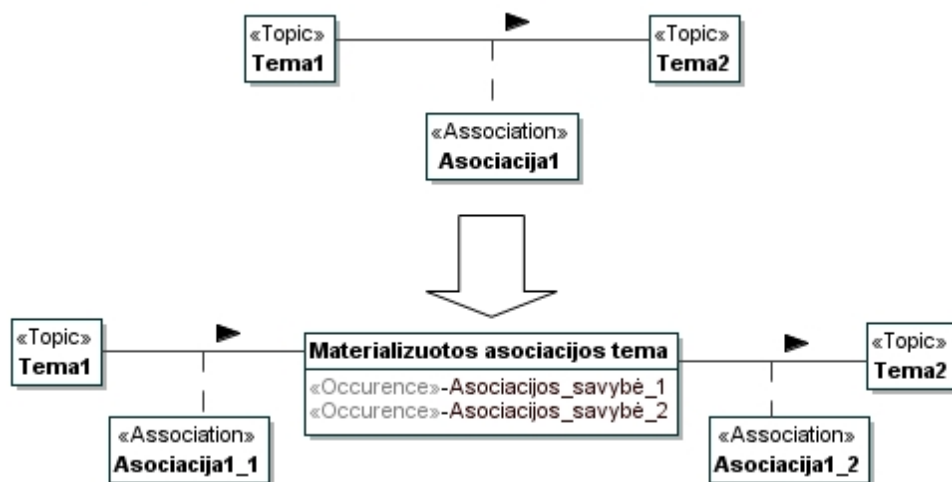 «Topic»
Tema1
«Topic»
Tema2
«Association»
Asociacija1
«Topic»
Tema1
Materializuotos asociacijos tema
«Occurence»-Asociacijos_savybė_1
«Occurence»-Asociacijos_savybė_2
«Topic»
Tema2
«Association»
Asociacija1_1
«Association»
Asociacija1_2